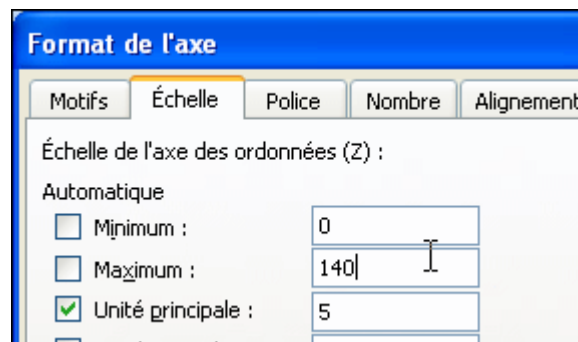 Format de l'axe
Motifs Échelle Police Nombre Alignement
Échelle de l'axe des ordonnées (Z) :
Automatique
Minimum : 0
Maximum : 140
Unité principale : 5